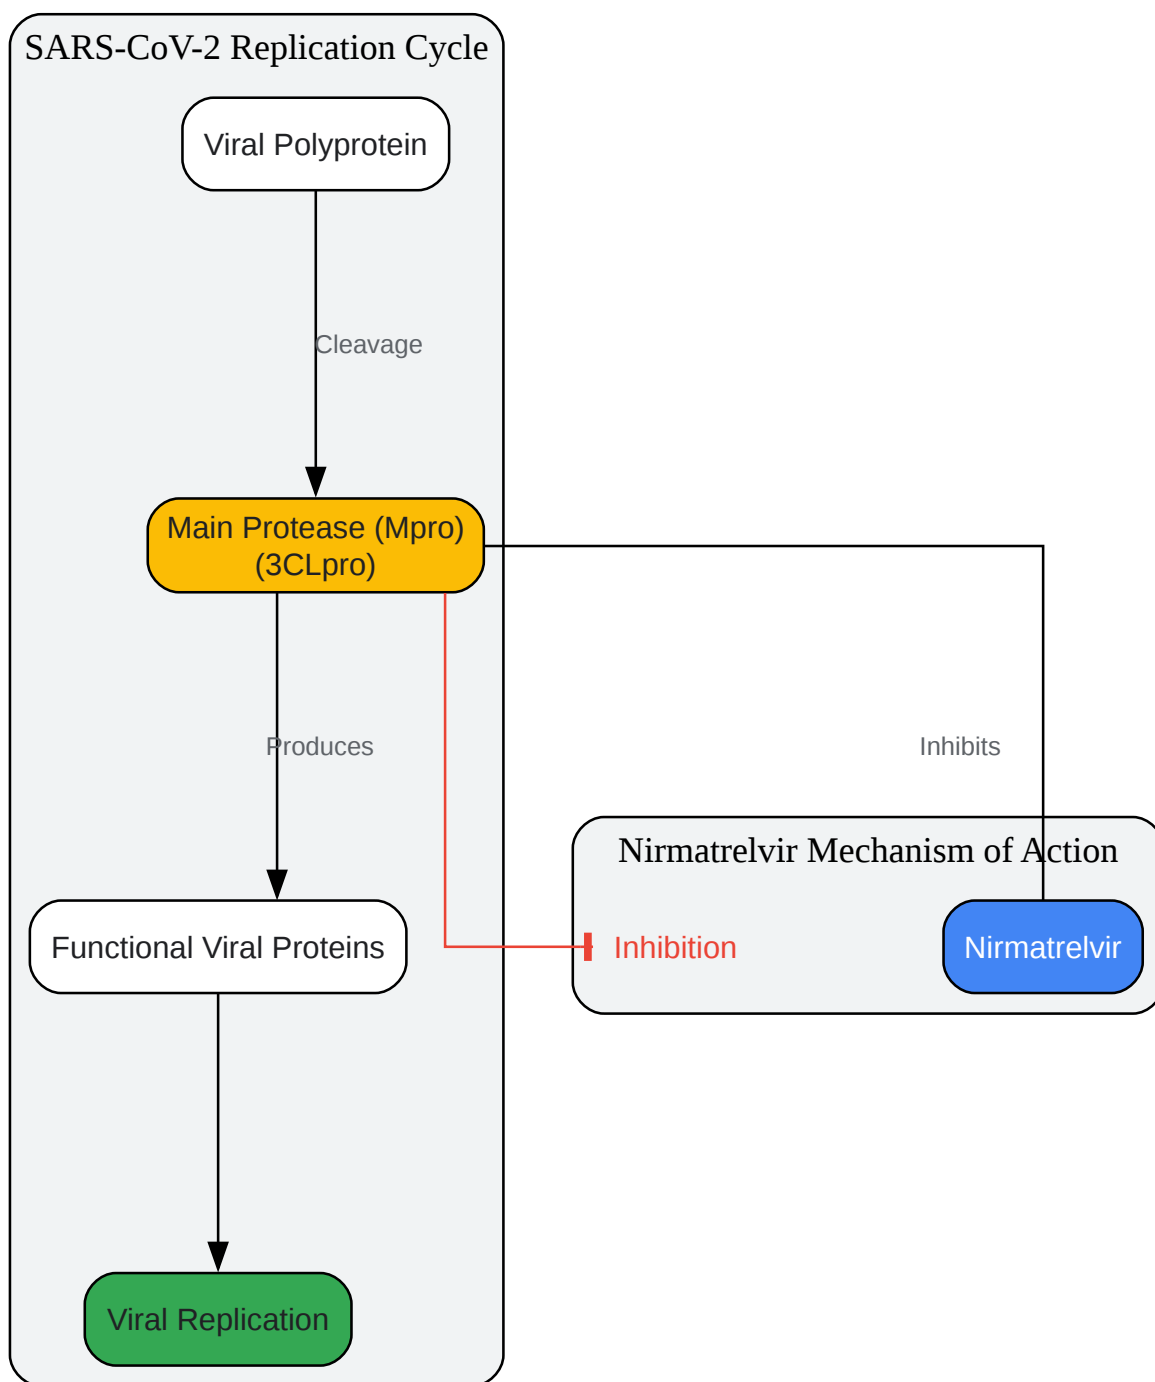 SARS-CoV-2 Replication Cycle
Viral Polyprotein
Cleavage
Main Protease (Mpro)
(3CLpro)
Produces
Inhibits
Nirmatrelvir Mechanism of Action
Functional Viral Proteins
Inhibition
Nirmatrelvir
Viral Replication